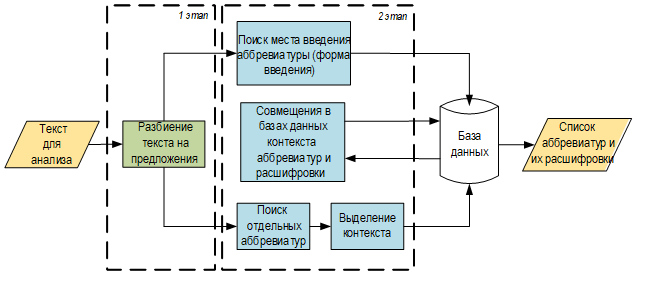 1 этап
2 этап
Поиск места введения
аббревиатуры (форма
введения)
Текст
для
анализа
Разбиение
текста на
предложения
Совмещения в
базах данных
контекста
аббревиатур и
расшифровки
База
данных
Список
аббревиатур и
их расшифровки
Поиск
отдельных
аббревиатур
Выделение
контекста